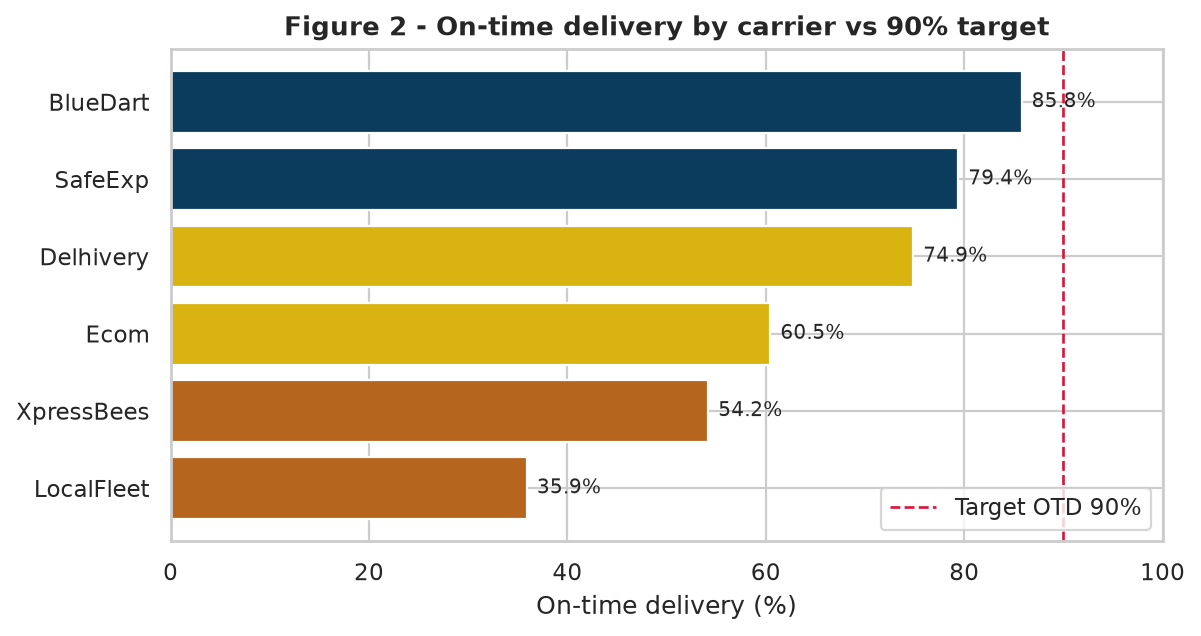 Figure 2 - On-time delivery by carrier vs 90% target
BlueDart 85.8%
SafeExp 79.4%
Delhivery 74.9%
Ecom 60.5%
XpressBees 54.2%
LocalFleet 35.9%
Target OTD 90%
0 20 40 60 80 100
On-time delivery (%)